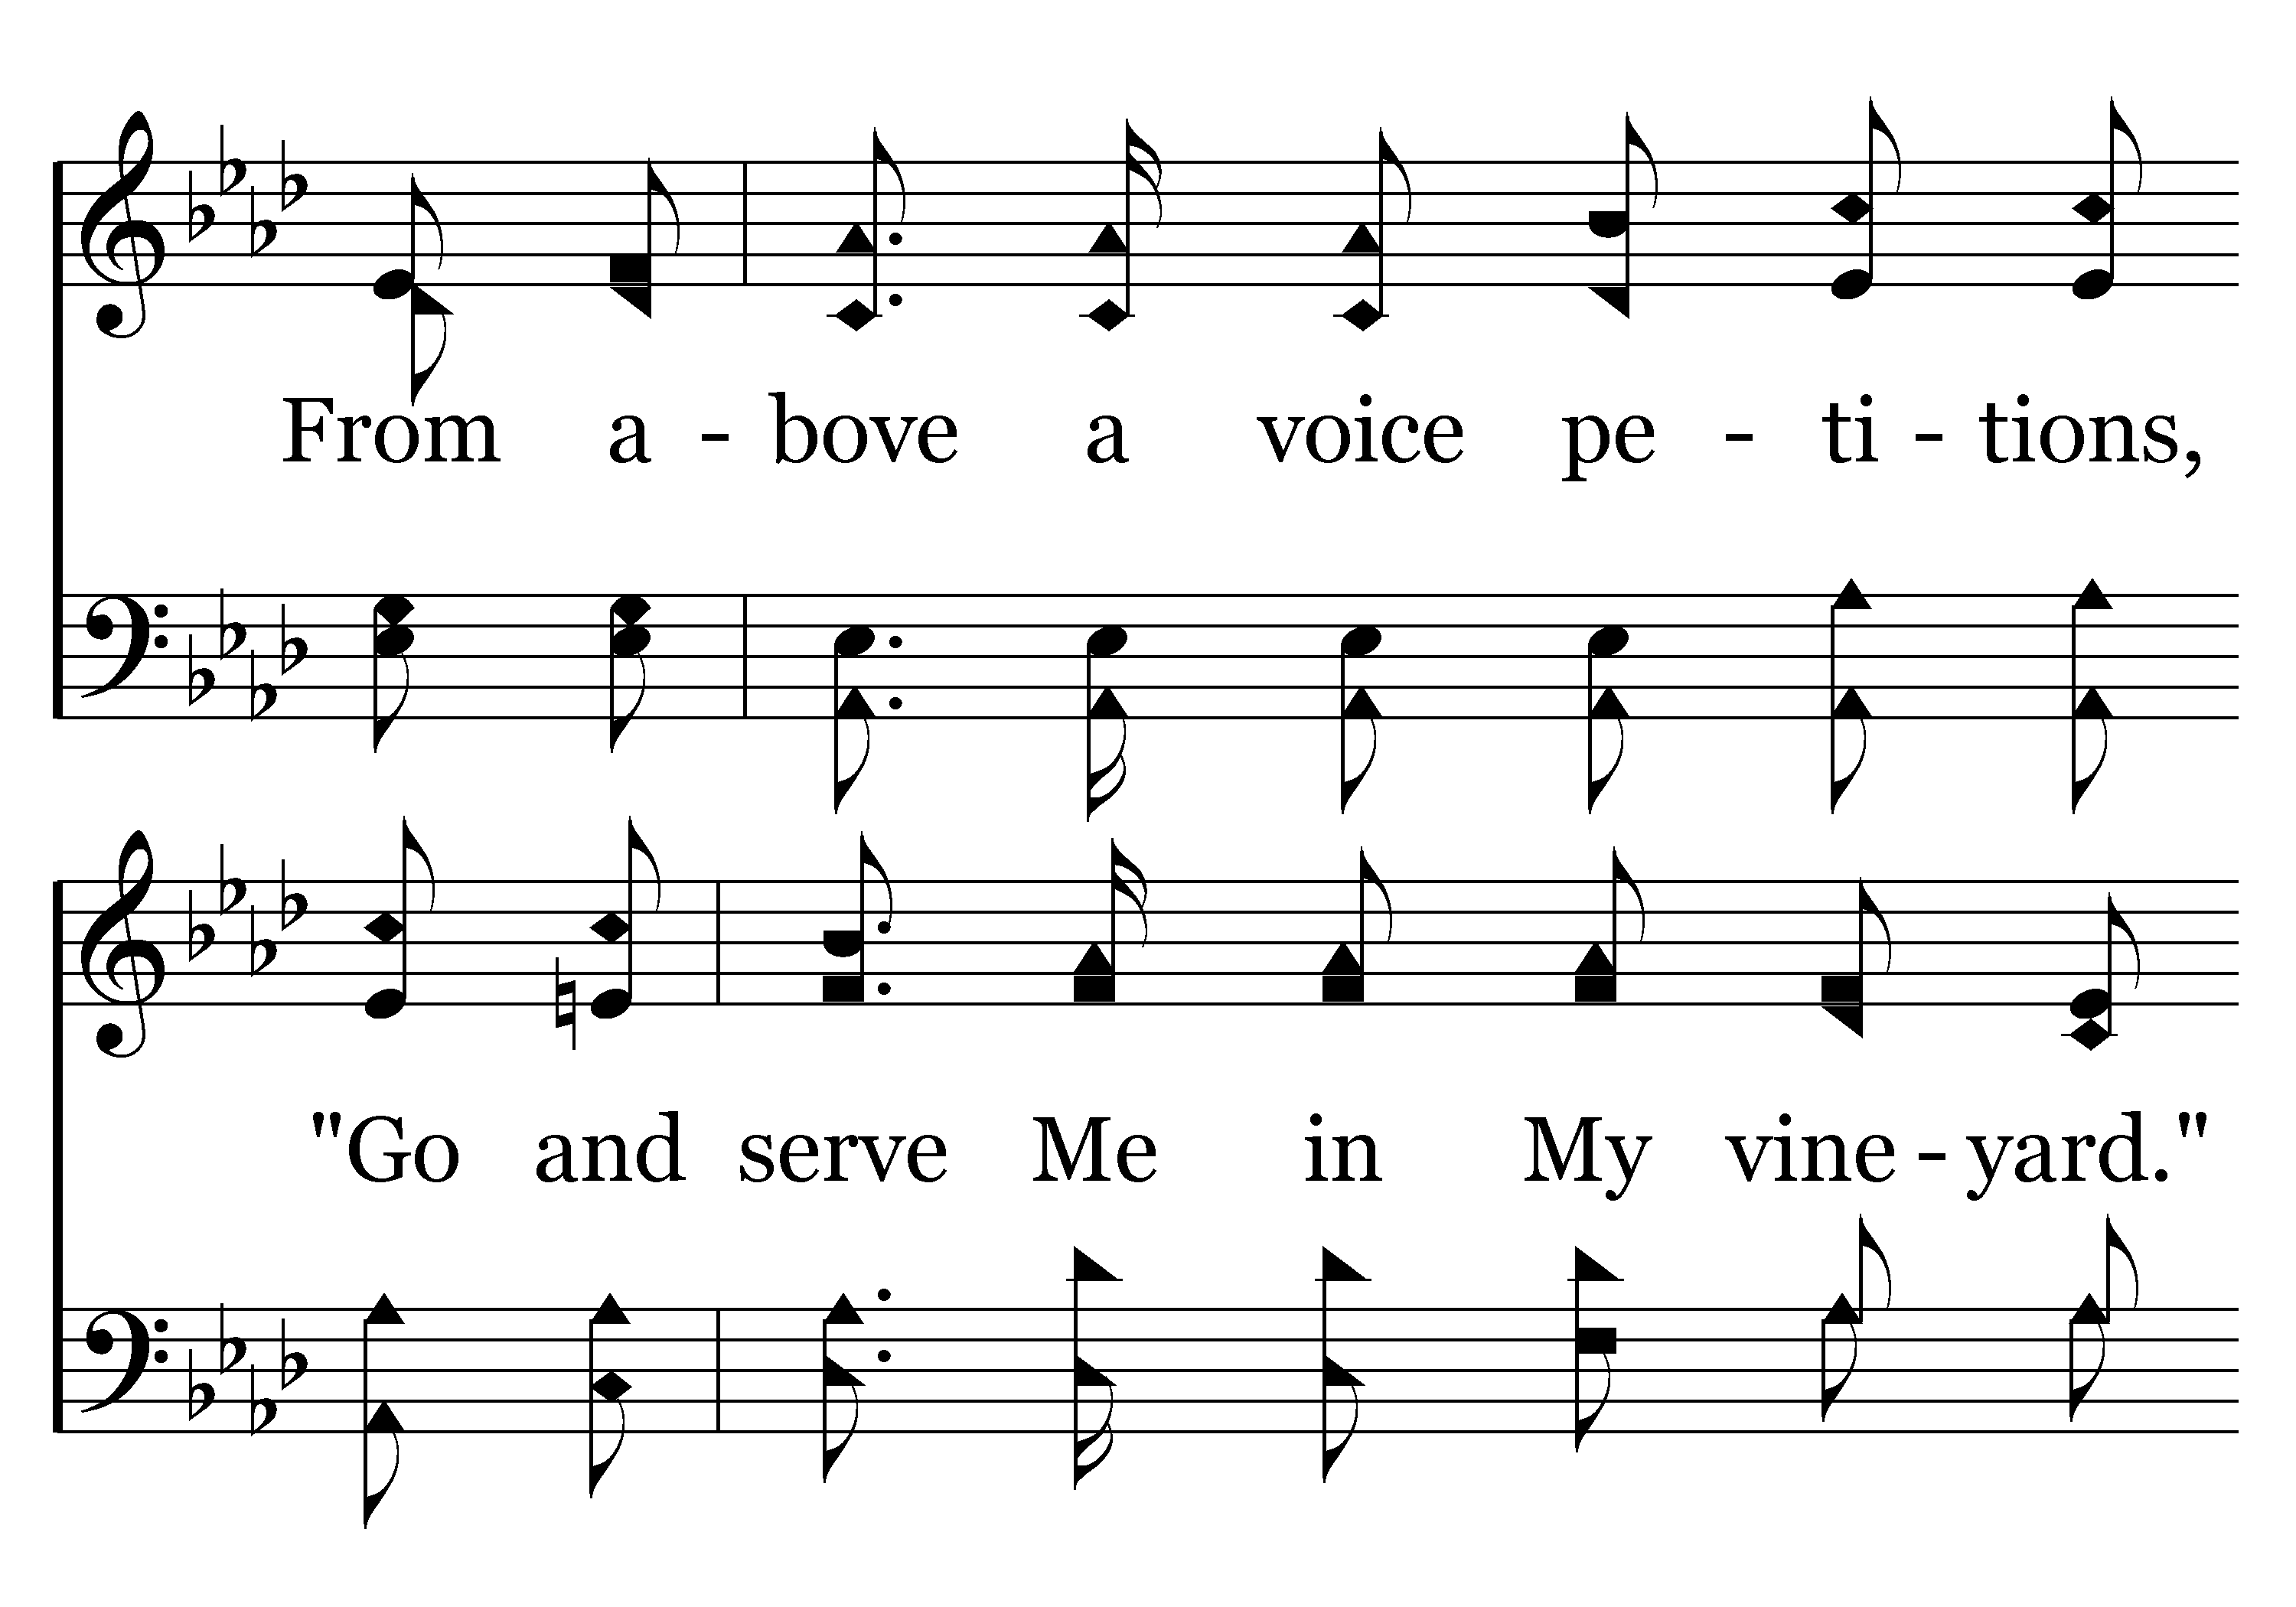 From a - bove a voice pe - ti - tions,
"Go and serve Me in My vine - yard."